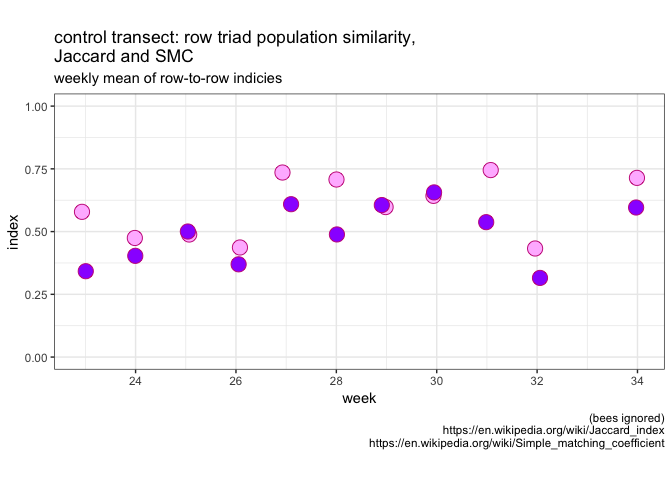 control transect: row triad population similarity,
Jaccard and SMC
weekly mean of row-to-row indicies
1.00
0.75
0.50
0.25
0.00
index
24 26 28 30 32 34
week
(bees ignored)
https://en.wikipedia.org/wiki/Jaccard_index
https://en.wikipedia.org/wiki/Simple_matching_coefficient